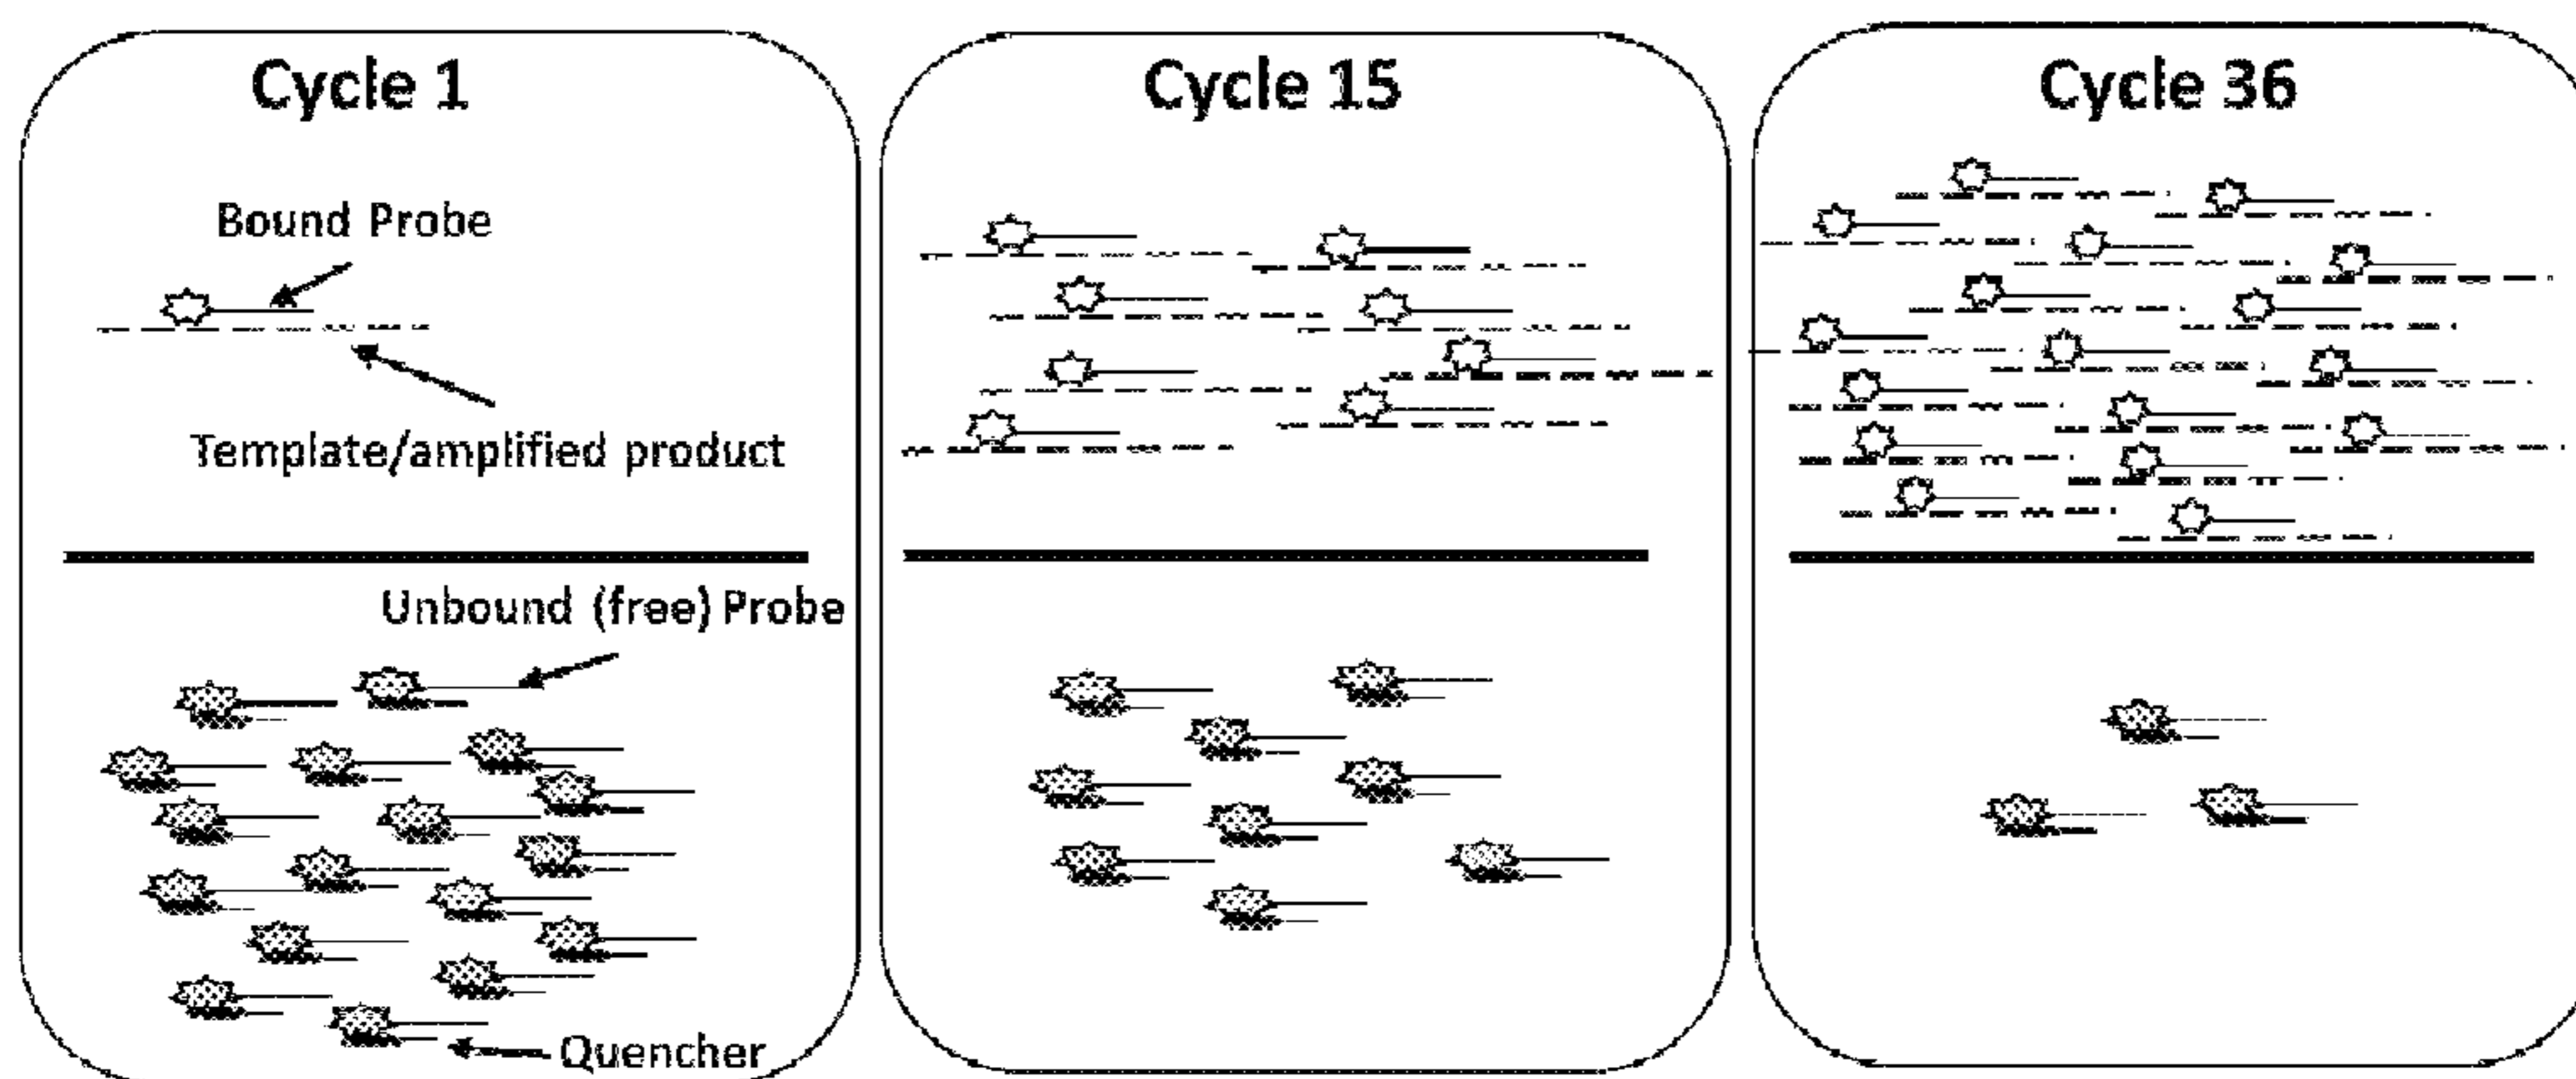 Cycle 1
Bound Probe
Template/amplified product
Unbound (free) Probe
Quencher
Cycle 15
Cycle 36